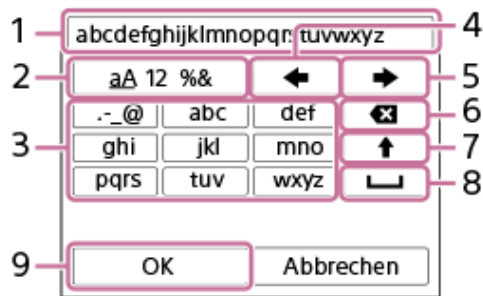 1 abcdefghijklmnopqrstuvwxyz 4
2 aA 12 %& 5
.-_@ abc def 6
3 ghi jkl mno 7
pqrs tuv wxyz 8
9 OK Abbrechen